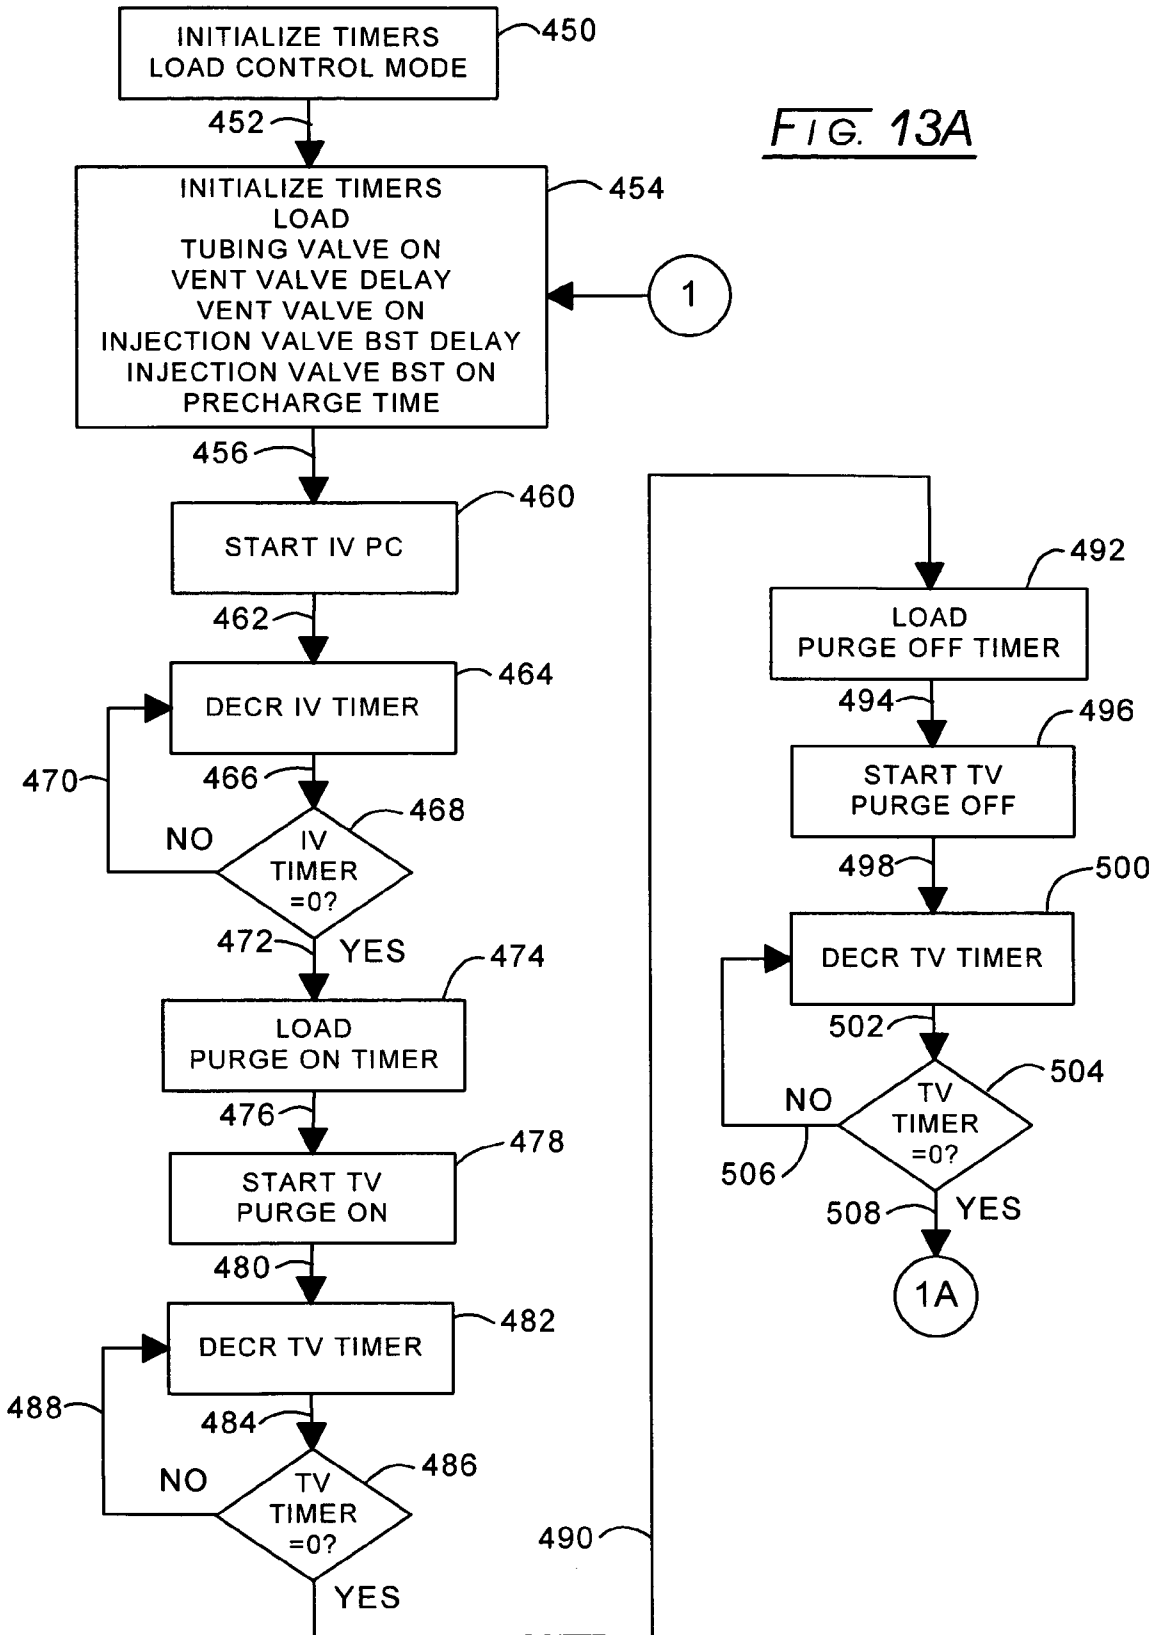 INITIALIZE TIMERS
LOAD CONTROL MODE
450
452
FIG. 13A
INITIALIZE TIMERS
LOAD
TUBING VALVE ON
VENT VALVE DELAY
VENT VALVE ON
INJECTION VALVE BST DELAY
INJECTION VALVE BST ON
PRECHARGE TIME
454
1
456
START IV PC
460
462
DECR IV TIMER
464
466
470
IV
TIMER
=0?
468
NO
472
YES
LOAD
PURGE ON TIMER
474
476
START TV
PURGE ON
478
480
DECR TV TIMER
482
484
488
TV
TIMER
=0?
486
NO
YES
490
LOAD
PURGE OFF TIMER
492
494
START TV
PURGE OFF
496
498
DECR TV TIMER
500
502
TV
TIMER
=0?
504
NO
506
508
YES
1A